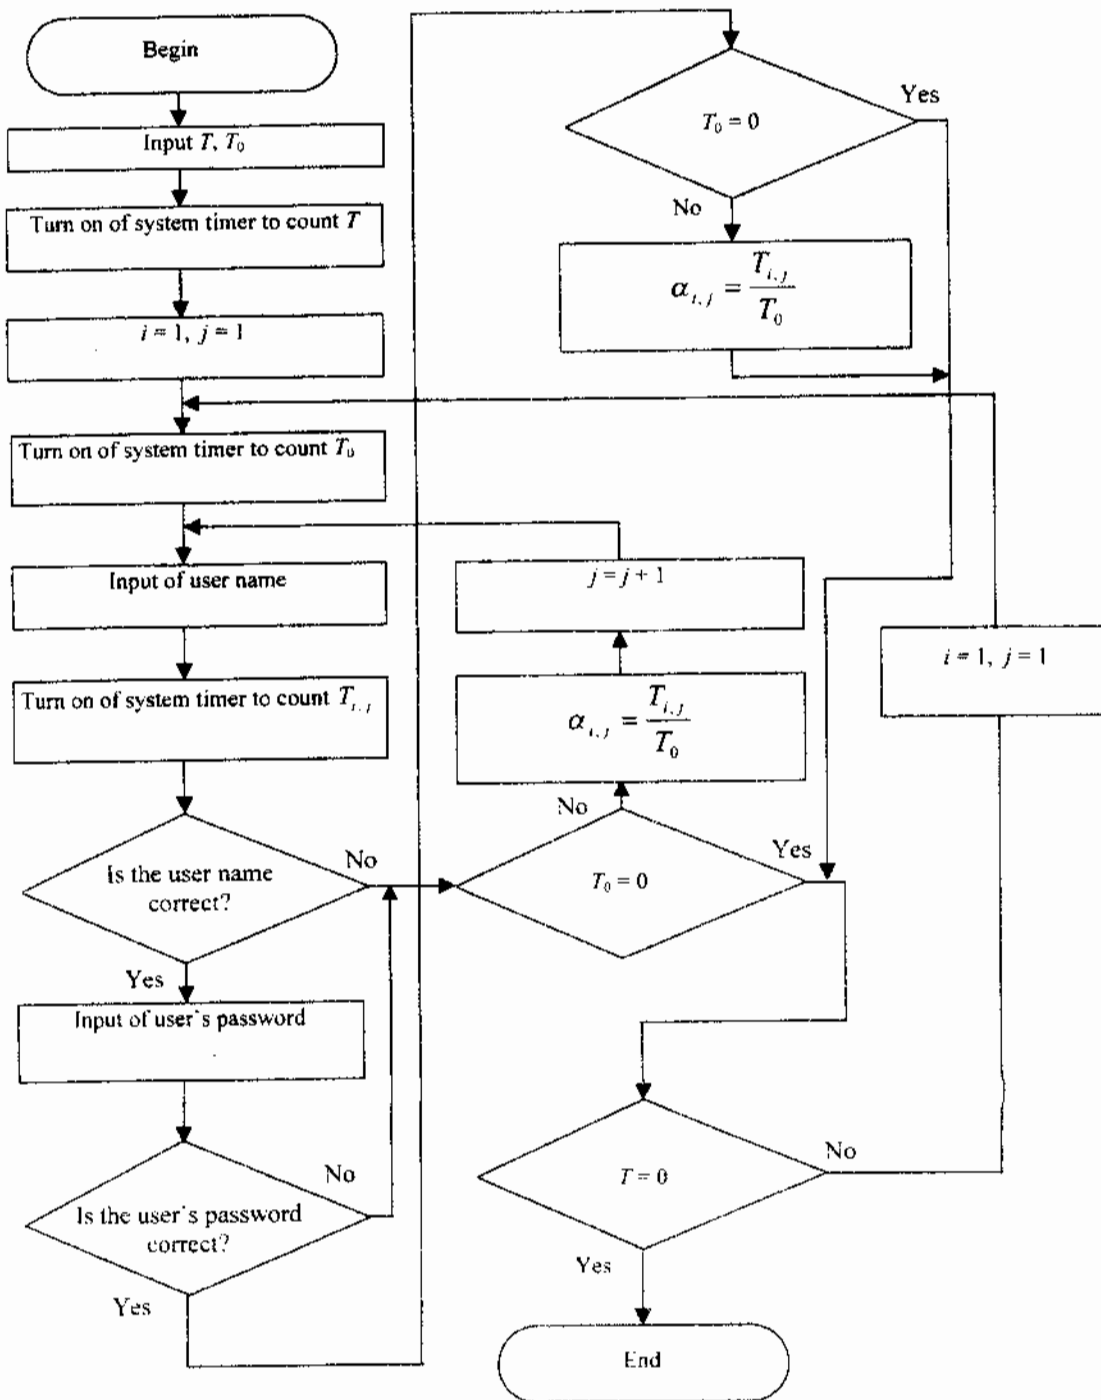 Begin
Input T, T₀
Turn on of system timer to count T
i = 1, j = 1
Turn on of system timer to count T₀
Input of user name
Turn on of system timer to count Tᵢ,ⱼ
Is the user name
correct?
No
Yes
Input of user's password
Is the user's password
correct?
No
Yes
T₀ = 0
Yes
No
αᵢ,ⱼ = Tᵢ,ⱼ / T₀
j = j + 1
αᵢ,ⱼ = Tᵢ,ⱼ / T₀
No
T₀ = 0
Yes
i = 1, j = 1
T = 0
No
Yes
End